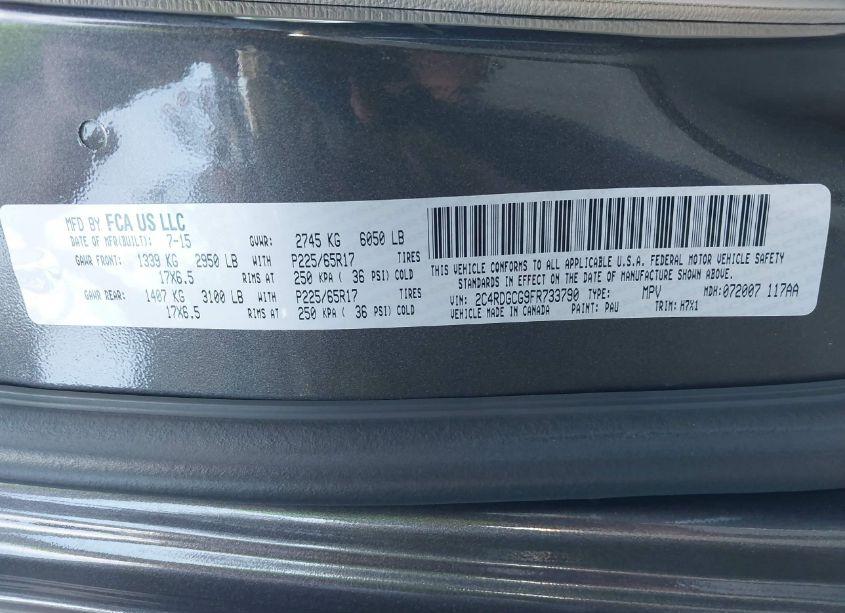 MFD BY FCA US LLC
DATE OF MFR(BUILT): 7-15 GVWR: 2745 KG 6050 LB
GAWR FRONT: 1339 KG 2950 LB WITH P225/65R17 TIRES
17X6.5 RIMS AT 250 KPA ( 36 PSI) COLD
GAWR REAR: 1407 KG 3100 LB WITH P225/65R17 TIRES
17X6.5 RIMS AT 250 KPA ( 36 PSI) COLD
THIS VEHICLE CONFORMS TO ALL APPLICABLE U.S.A. FEDERAL MOTOR VEHICLE SAFETY
STANDARDS IN EFFECT ON THE DATE OF MANUFACTURE SHOWN ABOVE.
VIN: 2C4RDGCG9FR733790 TYPE: MPV MDH:072007 117AA
VEHICLE MADE IN CANADA PAINT: PAU TRIM: H7X1